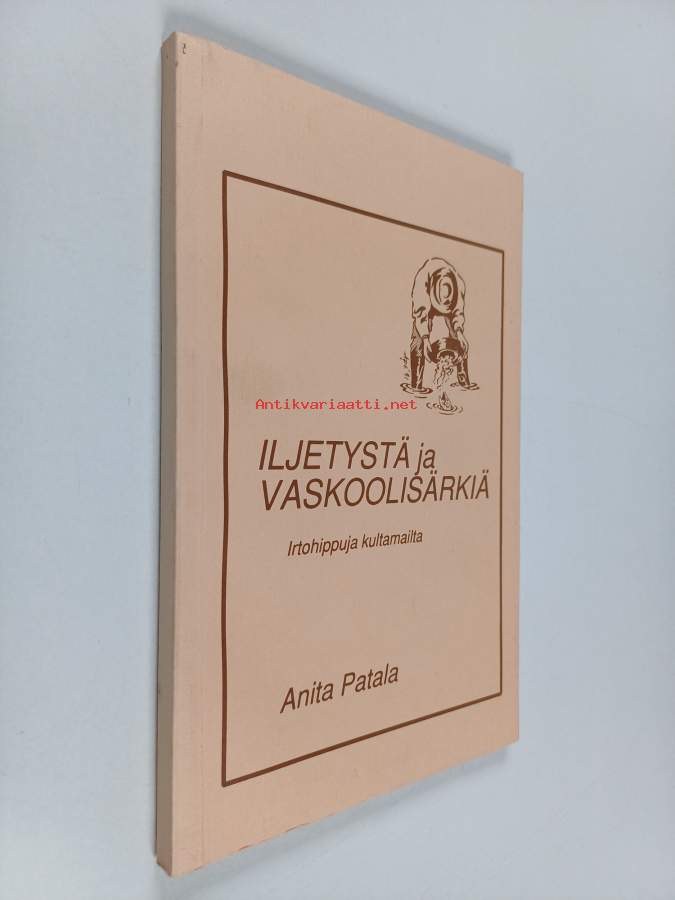 Antikvariaatti.net
ILJETYSTÄ ja
VASKOOLISÄRKIÄ
Irtohippuja kultamailta
Anita Patala